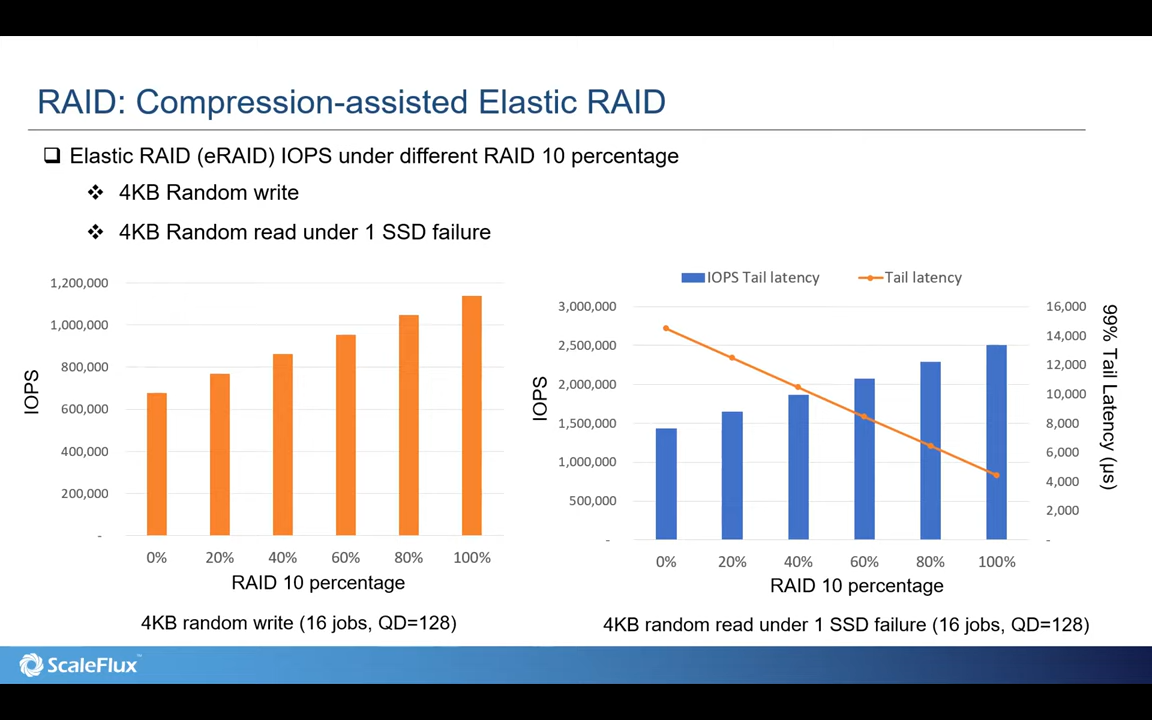 RAID: Compression-assisted Elastic RAID
Elastic RAID (eRAID) IOPS under different RAID 10 percentage
4KB Random write
4KB Random read under 1 SSD failure
1,200,000
1,000,000
800,000
600,000
400,000
200,000
-
IOPS
0% 20% 40% 60% 80% 100%
RAID 10 percentage
4KB random write (16 jobs, QD=128)
IOPS Tail latency Tail latency
3,000,000
2,500,000
2,000,000
1,500,000
1,000,000
500,000
-
IOPS
16,000
14,000
12,000
10,000
8,000
6,000
4,000
2,000
-
99% Tail Latency (μs)
0% 20% 40% 60% 80% 100%
RAID 10 percentage
4KB random read under 1 SSD failure (16 jobs, QD=128)
ScaleFlux™